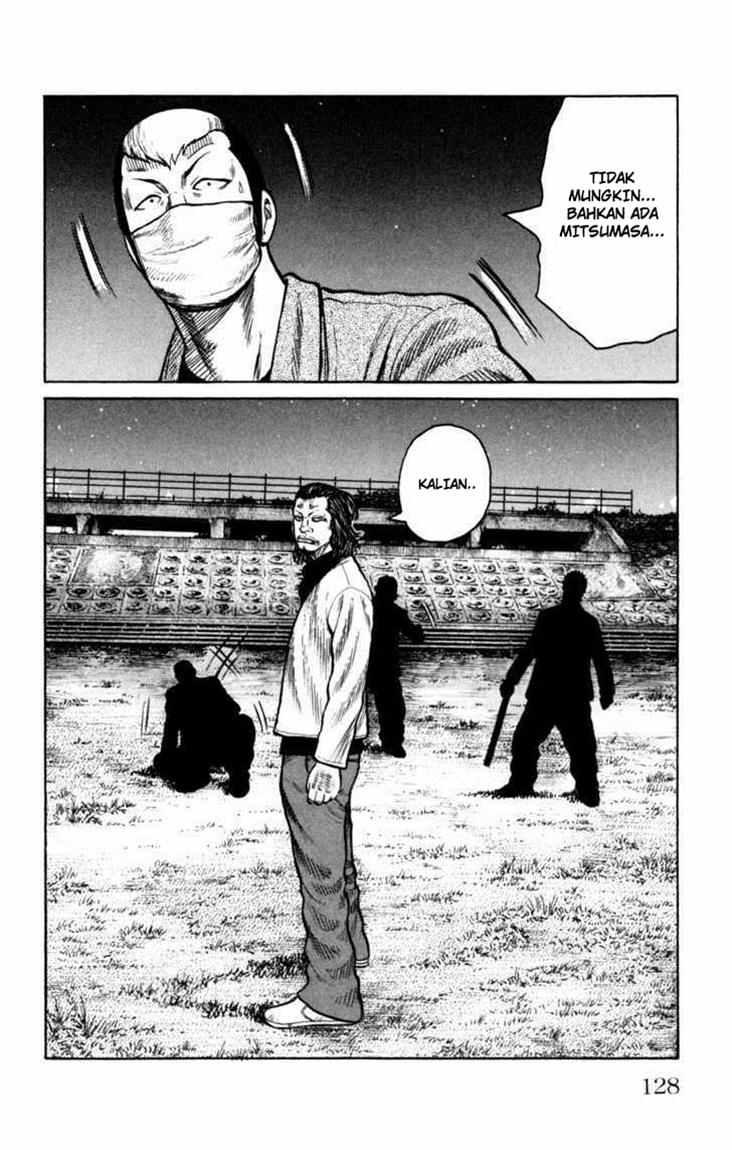 TIDAK
MUNGKIN...
BAHKAN ADA
MITSUMASA...
KALIAN..
128